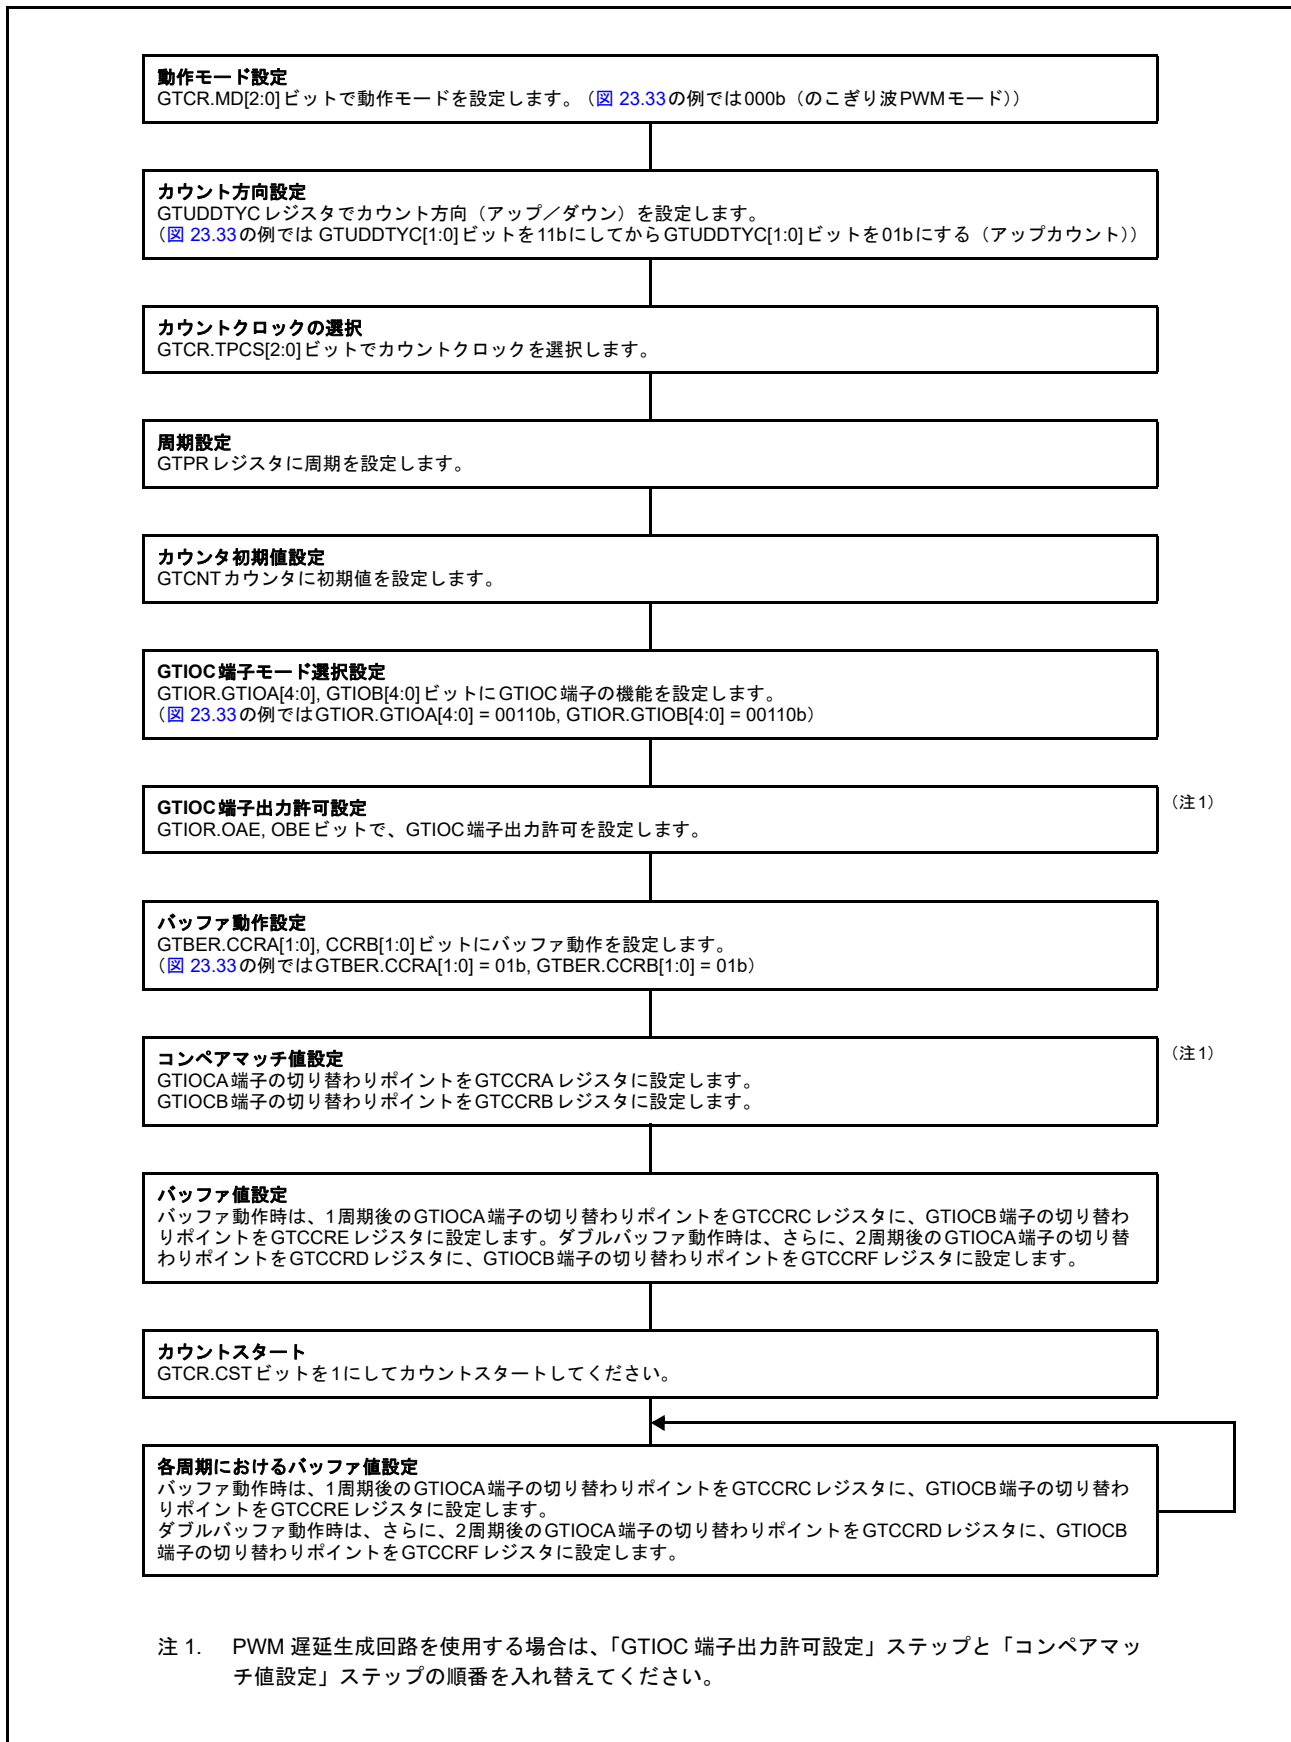 動作モード設定
GTCR.MD[2:0]ビットで動作モードを設定します。（図 23.33の例では000b（のこぎり波PWMモード））
カウント方向設定
GTUDDTYCレジスタでカウント方向（アップ／ダウン）を設定します。
（図 23.33の例では GTUDDTYC[1:0]ビットを11bにしてからGTUDDTYC[1:0]ビットを01bにする（アップカウント））
カウントクロックの選択
GTCR.TPCS[2:0]ビットでカウントクロックを選択します。
周期設定
GTPRレジスタに周期を設定します。
カウンタ初期値設定
GTCNTカウンタに初期値を設定します。
GTIOC端子モード選択設定
GTIOR.GTIOA[4:0], GTIOB[4:0]ビットにGTIOC端子の機能を設定します。
（図 23.33の例ではGTIOR.GTIOA[4:0] = 00110b, GTIOR.GTIOB[4:0] = 00110b）
GTIOC端子出力許可設定
（注1）
GTIOR.OAE, OBEビットで、GTIOC端子出力許可を設定します。
バッファ動作設定
GTBER.CCRA[1:0], CCRB[1:0]ビットにバッファ動作を設定します。
（図 23.33の例ではGTBER.CCRA[1:0] = 01b, GTBER.CCRB[1:0] = 01b）
コンペアマッチ値設定
（注1）
GTIOCA端子の切り替わりポイントをGTCCRAレジスタに設定します。
GTIOCB端子の切り替わりポイントをGTCCRBレジスタに設定します。
バッファ値設定
バッファ動作時は、1周期後のGTIOCA端子の切り替わりポイントをGTCCRCレジスタに、GTIOCB端子の切り替わ
りポイントをGTCCREレジスタに設定します。ダブルバッファ動作時は、さらに、2周期後のGTIOCA端子の切り替
わりポイントをGTCCRDレジスタに、GTIOCB端子の切り替わりポイントをGTCCRFレジスタに設定します。
カウントスタート
GTCR.CSTビットを1にしてカウントスタートしてください。
各周期におけるバッファ値設定
バッファ動作時は、1周期後のGTIOCA端子の切り替わりポイントをGTCCRCレジスタに、GTIOCB端子の切り替わ
りポイントをGTCCREレジスタに設定します。
ダブルバッファ動作時は、さらに、2周期後のGTIOCA端子の切り替わりポイントをGTCCRDレジスタに、GTIOCB
端子の切り替わりポイントをGTCCRFレジスタに設定します。
注 1. PWM 遅延生成回路を使用する場合は、「GTIOC 端子出力許可設定」ステップと「コンペアマッ
チ値設定」ステップの順番を入れ替えてください。